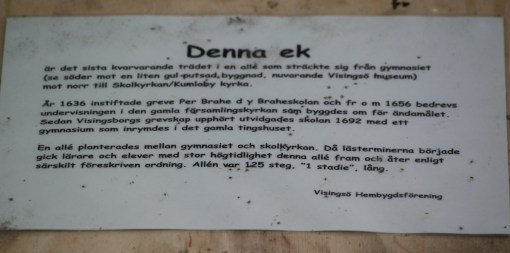 Denna ek
är det sista kvarvarande trädet i en allé som sträckte sig från gymnasiet
(se söder mot en liten gul putsad byggnad, nuvarande Visingsö museum)
mot norr till Skolkyrkan/Kumlaby kyrka.
År 1636 instiftade greve Per Brahe d y Braheskolan och fr o m 1656 bedrevs
undervisningen i den gamla församlingskyrkan som byggdes om för ändamålet.
Sedan Visingsborgs grevskap upphört utvidgades skolan 1692 med ett
gymnasium som inrymdes i det gamla tingshuset.
En allé planterades mellan gymnasiet och skolkyrkan. Då lästerminerna började
gick lärare och elever med stor högtidlighet denna allé fram och åter enligt
särskilt föreskriven ordning. Allén var 125 steg, "1 stadie", lång.
Visingsö Hembygdsförening